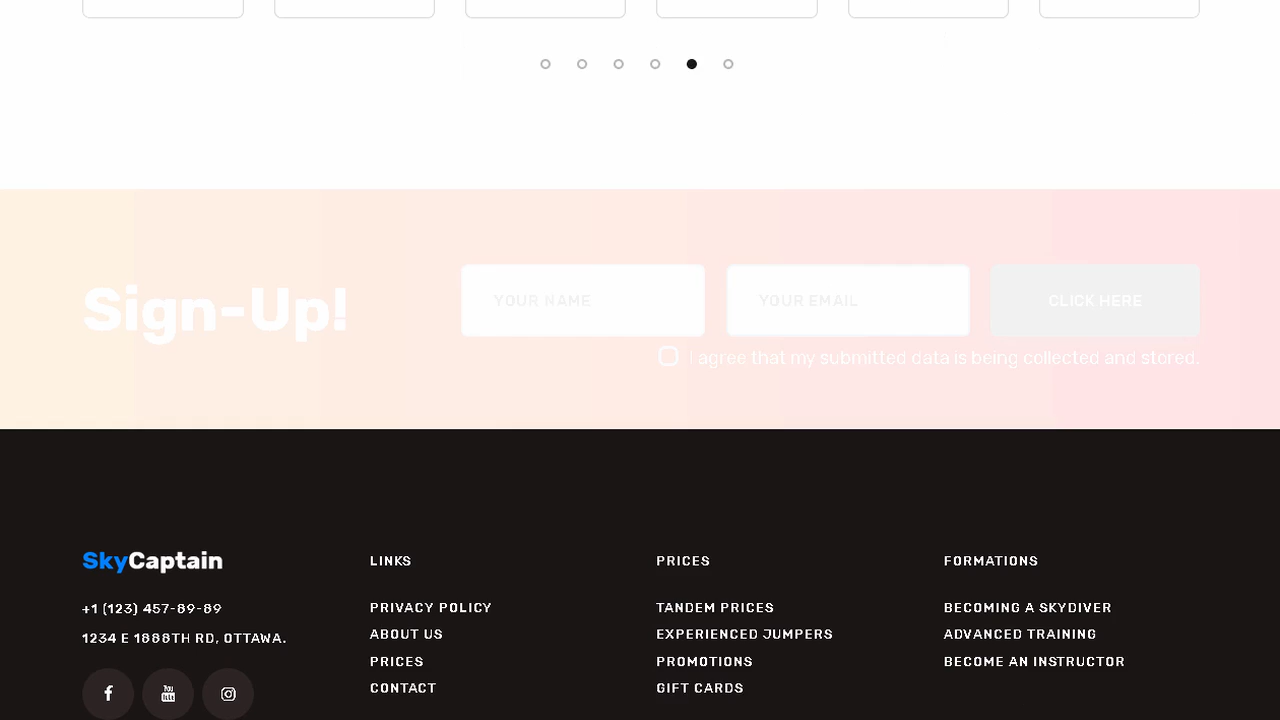 Sign-Up!
YOUR NAME
YOUR EMAIL
CLICK HERE
I agree that my submitted data is being collected and stored.
SkyCaptain
+1 (123) 457-89-89
1234 E 1888TH RD, OTTAWA.
You
Tube
LINKS
PRIVACY POLICY
ABOUT US
PRICES
CONTACT
PRICES
TANDEM PRICES
EXPERIENCED JUMPERS
PROMOTIONS
GIFT CARDS
FORMATIONS
BECOMING A SKYDIVER
ADVANCED TRAINING
BECOME AN INSTRUCTOR